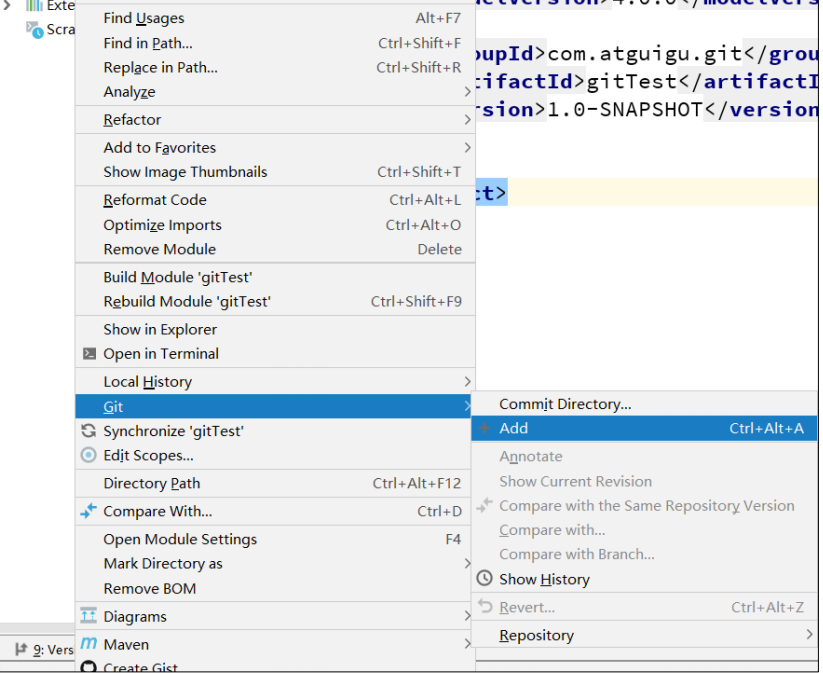 Exte
Scra
Find Usages Alt+F7
Find in Path... Ctrl+Shift+F
Replace in Path... Ctrl+Shift+R
Analyze
Refactor
Add to Favorites
Show Image Thumbnails Ctrl+Shift+T
Reformat Code Ctrl+Alt+L
Optimize Imports Ctrl+Alt+O
Remove Module Delete
Build Module 'gitTest'
Rebuild Module 'gitTest' Ctrl+Shift+F9
Show in Explorer
Open in Terminal
Local History
Git
Synchronize 'gitTest'
Edit Scopes...
Directory Path Ctrl+Alt+F12
Compare With... Ctrl+D
Open Module Settings F4
Mark Directory as
Remove BOM
Diagrams
Maven
Create Gist
9: Vers
elVersion>4.0.0</modelVers
oupId>com.atguigu.git</grou
tifactId>gitTest</artifactI
rsion>1.0-SNAPSHOT</version
ct>
Commit Directory...
Add Ctrl+Alt+A
Annotate
Show Current Revision
Compare with the Same Repository Version
Compare with...
Compare with Branch...
Show History
Revert... Ctrl+Alt+Z
Repository